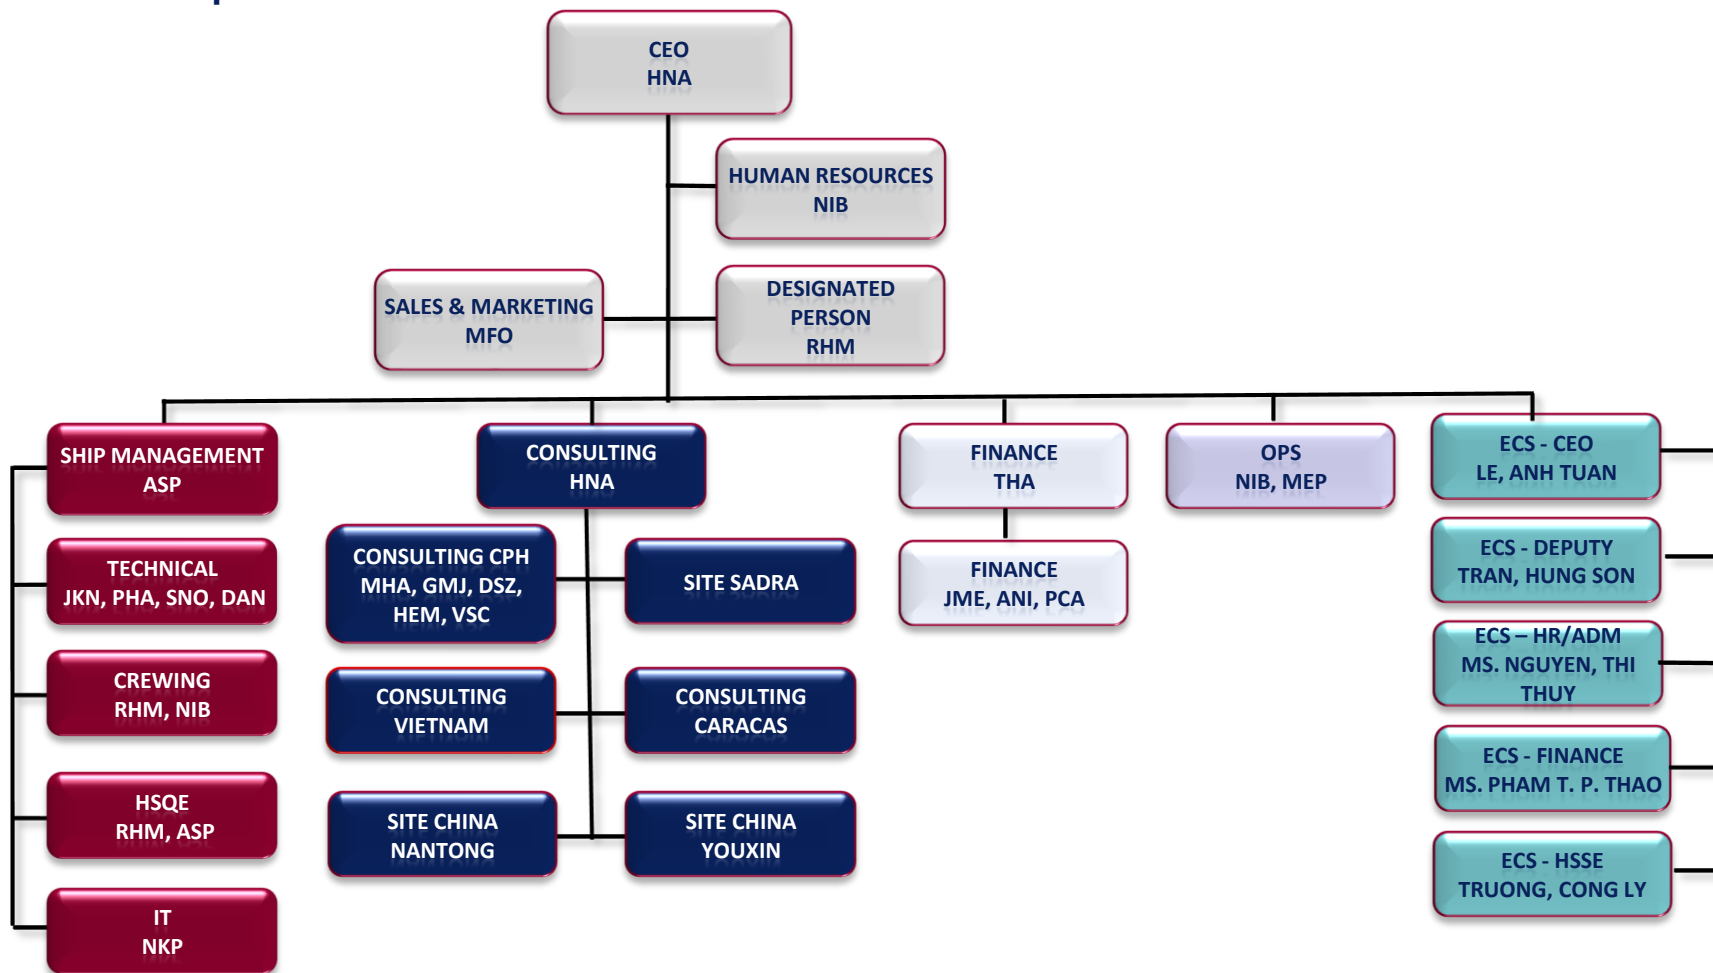 CEO
HNA
HUMAN RESOURCES
NIB
SALES & MARKETING
MFO
DESIGNATED
PERSON
RHM
SHIP MANAGEMENT
ASP
TECHNICAL
JKN, PHA, SNO, DAN
CREWING
RHM, NIB
HSQE
RHM, ASP
IT
NKP
CONSULTING
HNA
CONSULTING CPH
MHA, GMJ, DSZ,
HEM, VSC
SITE SADRA
CONSULTING
VIETNAM
CONSULTING
CARACAS
SITE CHINA
NANTONG
SITE CHINA
YOUXIN
FINANCE
THA
FINANCE
JME, ANI, PCA
OPS
NIB, MEP
ECS - CEO
LE, ANH TUAN
ECS - DEPUTY
TRAN, HUNG SON
ECS – HR/ADM
MS. NGUYEN, THI
THUY
ECS - FINANCE
MS. PHAM T. P. THAO
ECS - HSSE
TRUONG, CONG LY